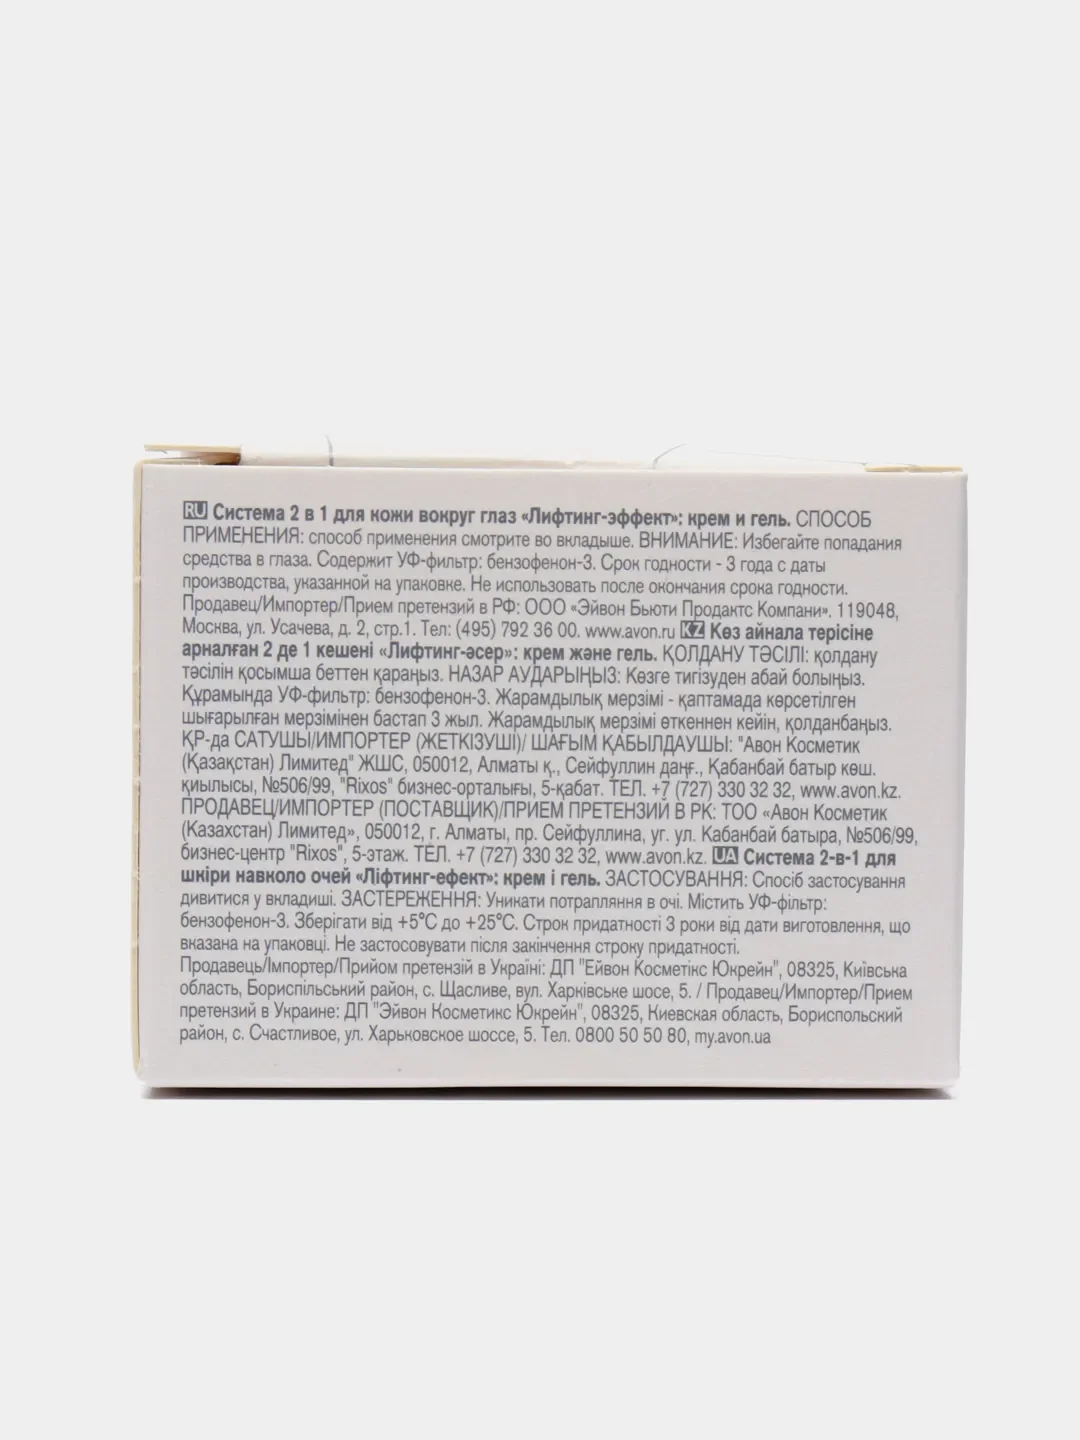 RU Система 2 в 1 для кожи вокруг глаз «Лифтинг-эффект»: крем и гель. СПОСОБ
ПРИМЕНЕНИЯ: способ применения смотрите во вкладыше. ВНИМАНИЕ: Избегайте попадания
средства в глаза. Содержит УФ-фильтр: бензофенон-3. Срок годности - 3 года с даты
производства, указанной на упаковке. Не использовать после окончания срока годности.
Продавец/Импортер/Прием претензий в РФ: ООО «Эйвон Бьюти Продактс Компани». 119048,
Москва, ул. Усачева, д. 2, стр.1. Тел: (495) 792 36 00. www.avon.ru KZ Көз айнала терісіне
арналған 2 де 1 кешені «Лифтинг-әсер»: крем және гель. ҚОЛДАНУ ТӘСІЛІ: қолдану
тәсілін қосымша беттен қараңыз. НАЗАР АУДАРЫҢЫЗ: Көзге тигізуден абай болыңыз.
Құрамында УФ-фильтр: бензофенон-3. Жарамдылық мерзімі - қаптамада көрсетілген
шығарылған мерзімінен бастап 3 жыл. Жарамдылық мерзімі өткеннен кейін, қолданбаңыз.
ҚР-да САТУШЫ/ИМПОРТЕР (ЖЕТКІЗУШІ)/ ШАҒЫМ ҚАБЫЛДАУШЫ: "Авон Косметик
(Қазақстан) Лимитед" ЖШС, 050012, Алматы қ., Сейфуллин даңғ., Қабанбай батыр көш.
қиылысы, №506/99, "Rixos" бизнес-орталығы, 5-қабат. ТЕЛ. +7 (727) 330 32 32, www.avon.kz.
ПРОДАВЕЦ/ИМПОРТЕР (ПОСТАВЩИК)/ПРИЕМ ПРЕТЕНЗИЙ В РК: ТОО «Авон Косметик
(Казахстан) Лимитед», 050012, г. Алматы, пр. Сейфуллина, уг. ул. Кабанбай батыра, №506/99,
бизнес-центр "Rixos", 5-этаж. ТЕЛ. +7 (727) 330 32 32, www.avon.kz. UA Система 2-в-1 для
шкіри навколо очей «Ліфтинг-ефект»: крем і гель. ЗАСТОСУВАННЯ: Спосіб застосування
дивитися у вкладиші. ЗАСТЕРЕЖЕННЯ: Уникати потрапляння в очі. Містить УФ-фільтр:
бензофенон-3. Зберігати від +5°C до +25°C. Строк придатності 3 роки від дати виготовлення, що
вказана на упаковці. Не застосовувати після закінчення строку придатності.
Продавець/Імпортер/Прийом претензій в Україні: ДП "Ейвон Косметікс Юкрейн", 08325, Київська
область, Бориспільський район, с. Щасливе, вул. Харківське шосе, 5. / Продавец/Импортер/Прием
претензий в Украине: ДП "Эйвон Косметикс Юкрейн", 08325, Киевская область, Бориспольский
район, с. Счастливое, ул. Харьковское шоссе, 5. Тел. 0800 50 50 80, my.avon.ua